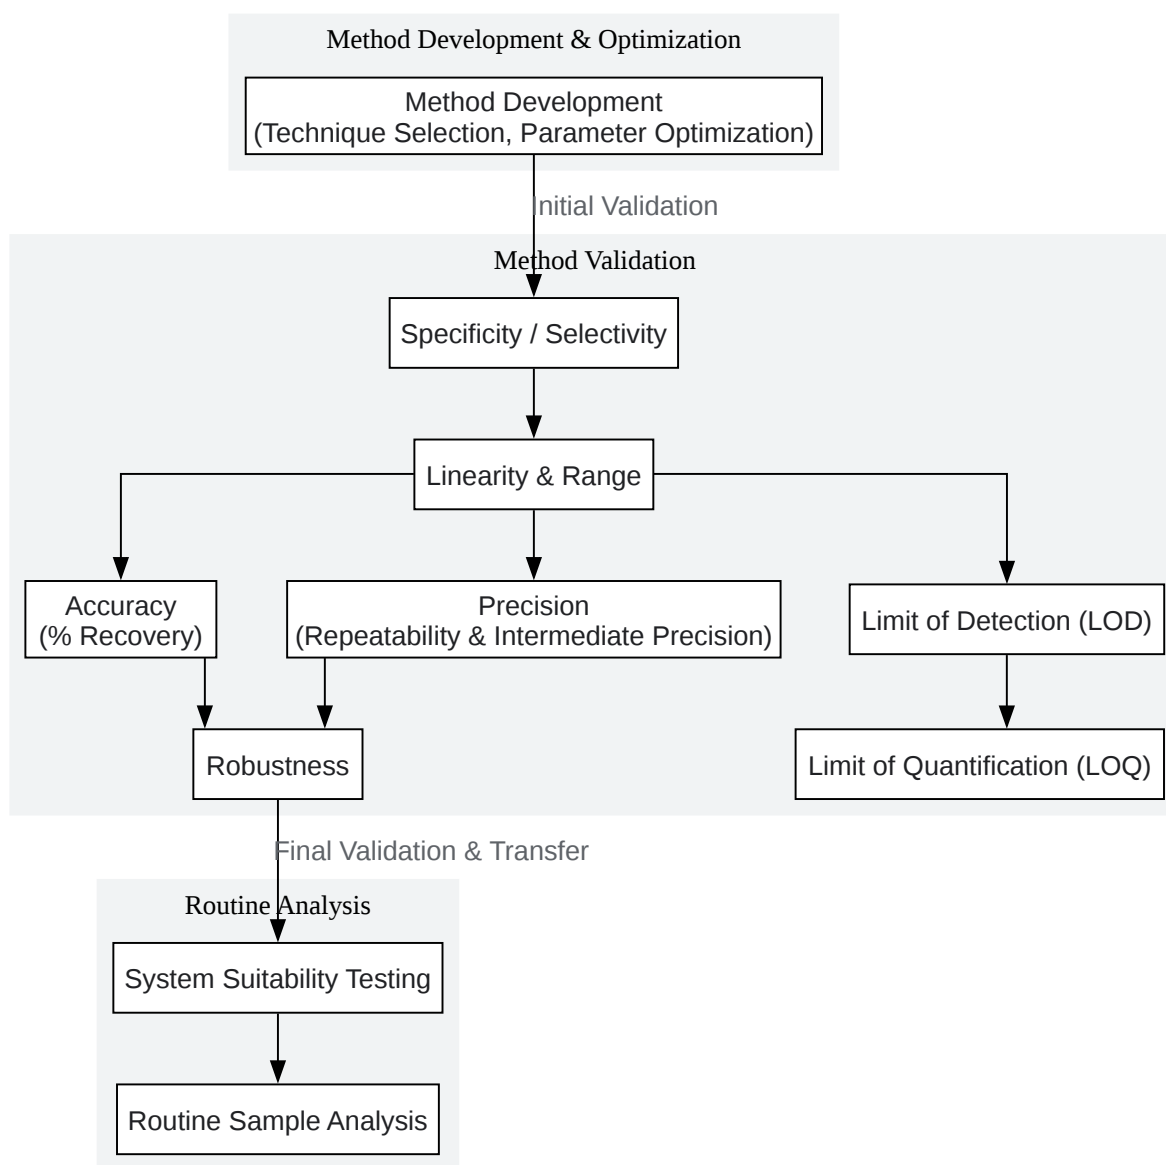 Method Development & Optimization
Method Development
(Technique Selection, Parameter Optimization)
Initial Validation
Method Validation
Specificity / Selectivity
Linearity & Range
Accuracy
(% Recovery)
Precision
(Repeatability & Intermediate Precision)
Limit of Detection (LOD)
Robustness
Limit of Quantification (LOQ)
Final Validation & Transfer
Routine Analysis
System Suitability Testing
Routine Sample Analysis